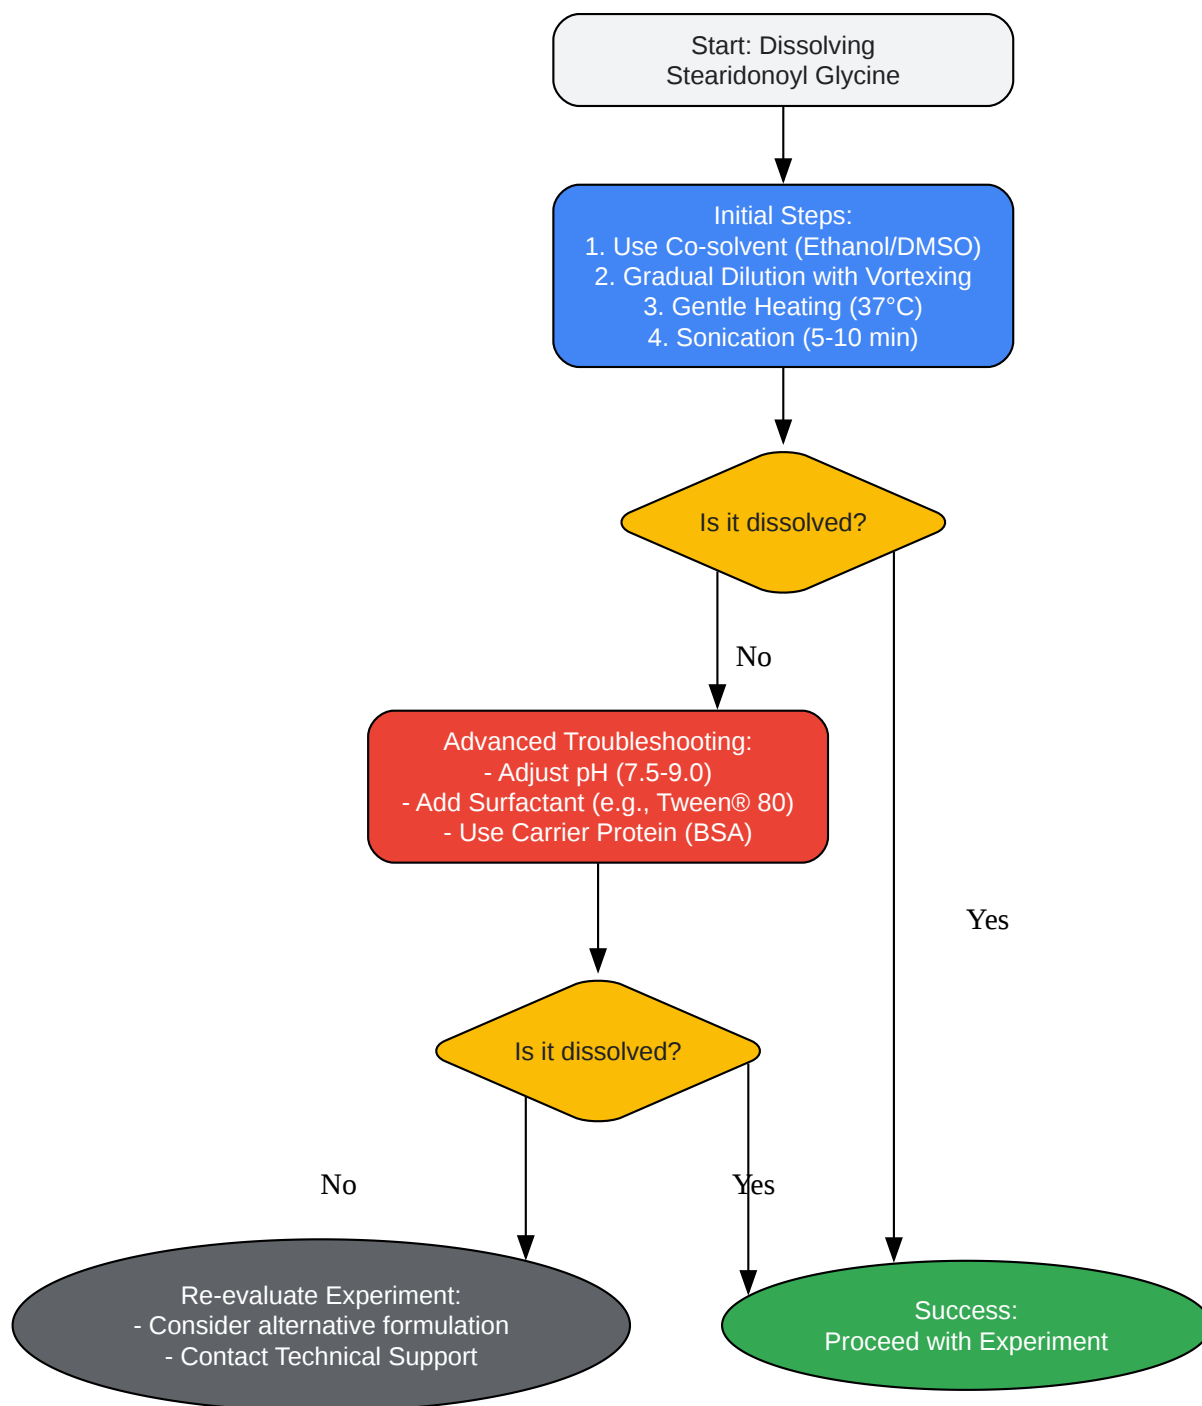 Start: Dissolving
Stearidonoyl Glycine
Initial Steps:
1. Use Co-solvent (Ethanol/DMSO)
2. Gradual Dilution with Vortexing
3. Gentle Heating (37°C)
4. Sonication (5-10 min)
Is it dissolved?
No
Advanced Troubleshooting:
- Adjust pH (7.5-9.0)
- Add Surfactant (e.g., Tween® 80)
- Use Carrier Protein (BSA)
Yes
Is it dissolved?
No
Yes
Re-evaluate Experiment:
- Consider alternative formulation
- Contact Technical Support
Success:
Proceed with Experiment